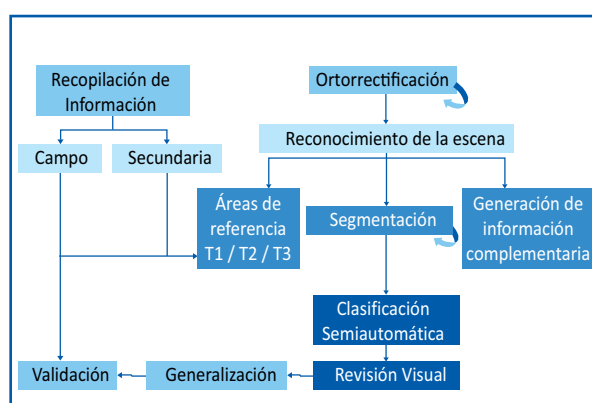 Recopilación de
Información
Ortorrectificación
Reconocimiento de la escena
Campo
Secundaria
Áreas de
referencia
T1 / T2 / T3
Segmentación
Generación de
información
complementaria
Clasificación
Semiautomática
Validación
Generalización
Revisión Visual